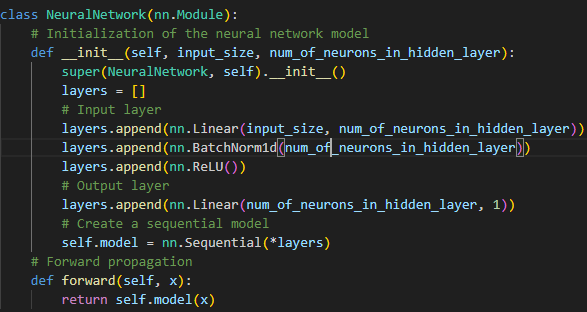 class NeuralNetwork(nn.Module):
    # Initialization of the neural network model
    def __init__(self, input_size, num_of_neurons_in_hidden_layer):
        super(NeuralNetwork, self).__init__()
        layers = []
        # Input layer
        layers.append(nn.Linear(input_size, num_of_neurons_in_hidden_layer))
        layers.append(nn.BatchNorm1d(num_of_neurons_in_hidden_layer))
        layers.append(nn.ReLU())
        # Output layer
        layers.append(nn.Linear(num_of_neurons_in_hidden_layer, 1))
        # Create a sequential model
        self.model = nn.Sequential(*layers)
    # Forward propagation
    def forward(self, x):
        return self.model(x)